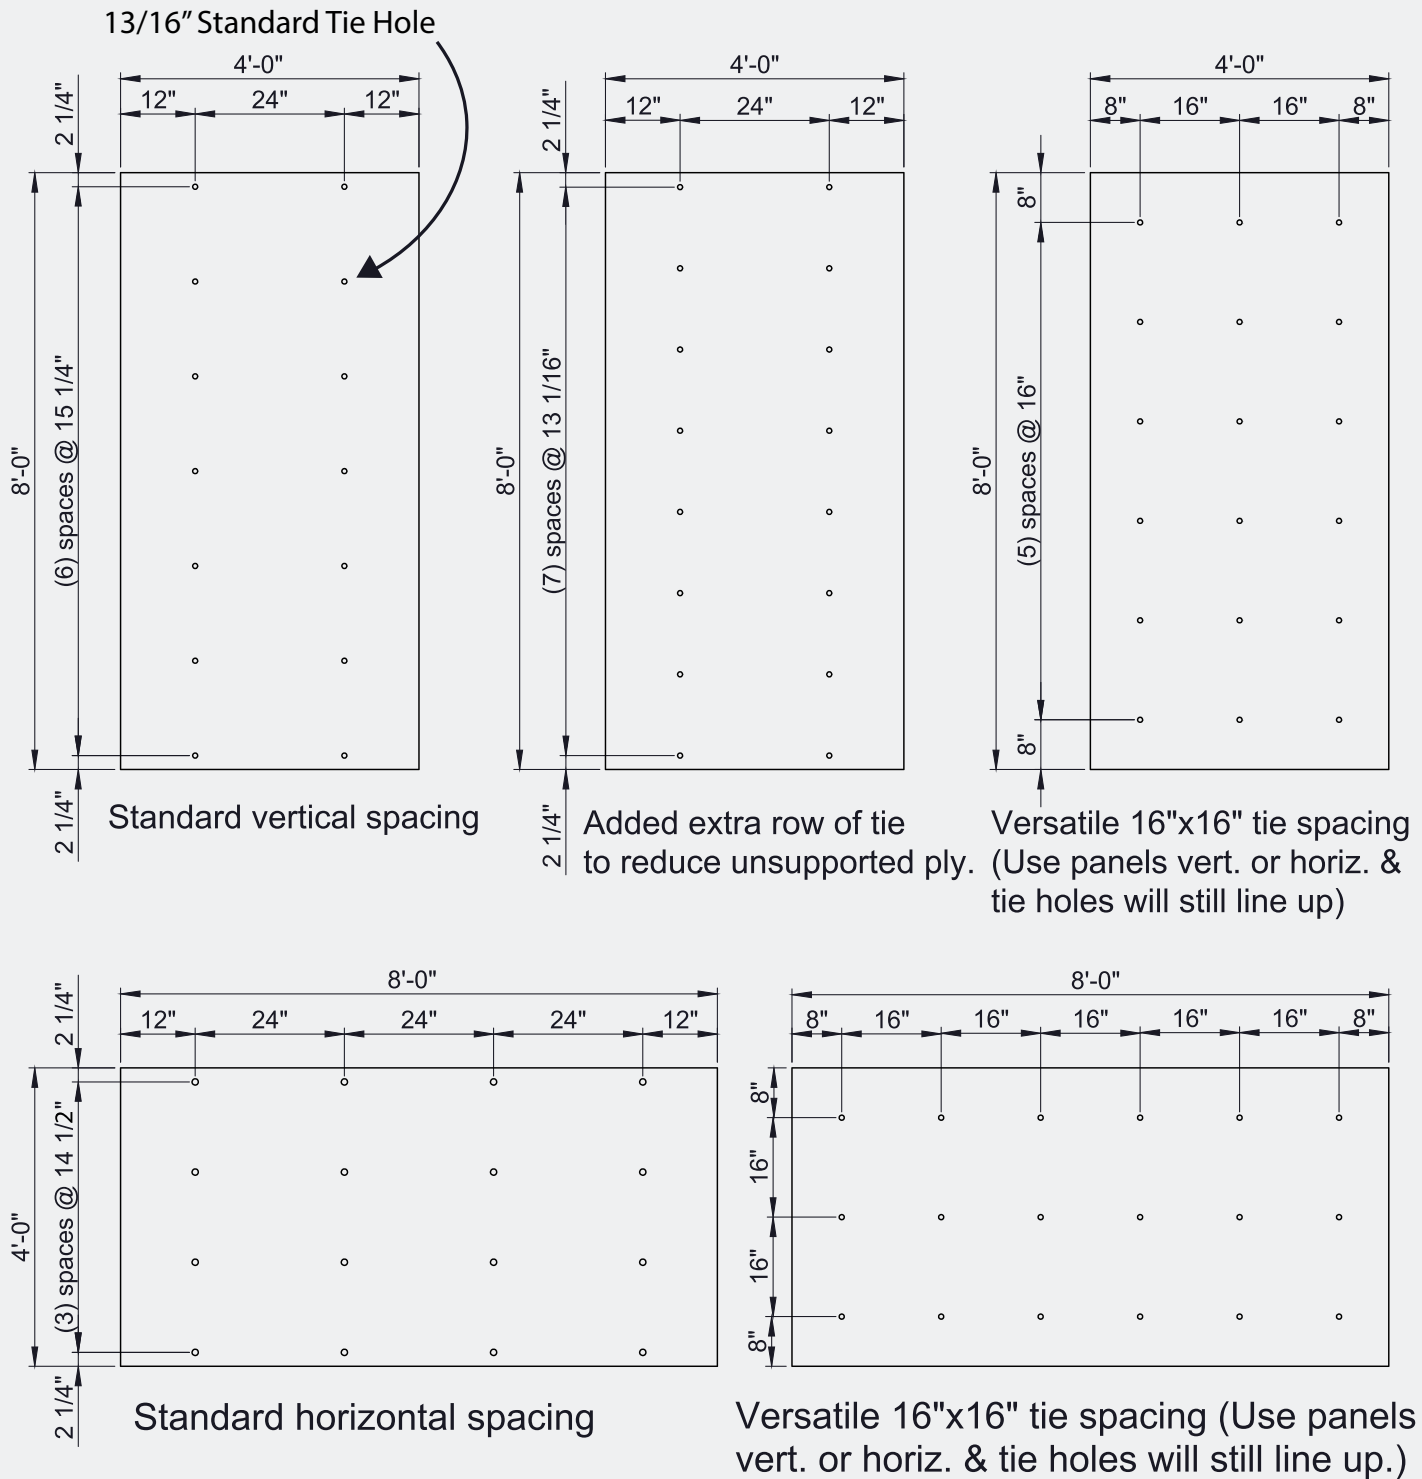 13/16” Standard Tie Hole
4'-0"
12" 24" 12"
2 1/4"
8'-0"
(6) spaces @ 15 1/4"
2 1/4"
Standard vertical spacing
4'-0"
12" 24" 12"
2 1/4"
8'-0"
(7) spaces @ 13 1/16"
2 1/4"
Added extra row of tie
to reduce unsupported ply.
4'-0"
8" 16" 16" 8"
8"
8'-0"
(5) spaces @ 16"
8"
Versatile 16"x16" tie spacing
(Use panels vert. or horiz. &
tie holes will still line up)
8'-0"
12" 24" 24" 24" 12"
2 1/4"
4'-0"
(3) spaces @ 14 1/2"
2 1/4"
Standard horizontal spacing
8'-0"
8" 16" 16" 16" 16" 16" 8"
8"
16"
16"
8"
Versatile 16"x16" tie spacing (Use panels
vert. or horiz. & tie holes will still line up.)